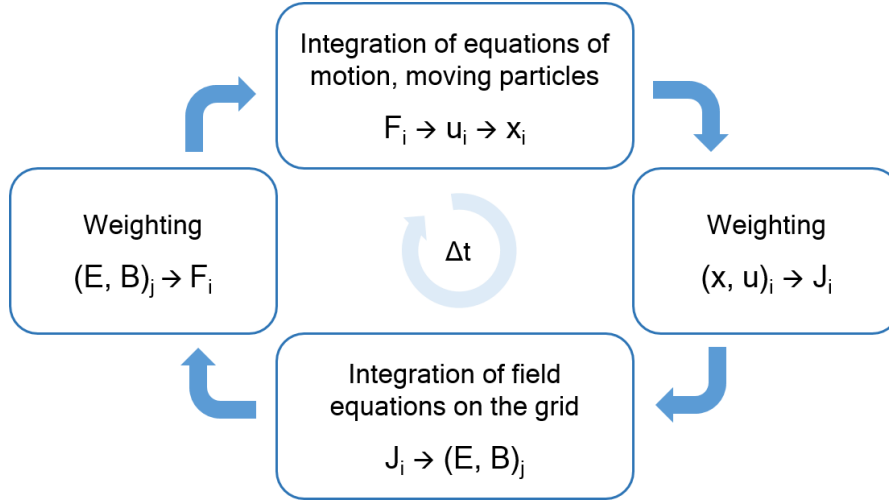 Integration of equations of
motion, moving particles
Fᵢ → uᵢ → xᵢ
Weighting
(E, B)ⱼ → Fᵢ
Δt
Weighting
(x, u)ᵢ → Jᵢ
Integration of field
equations on the grid
Jᵢ → (E, B)ⱼ